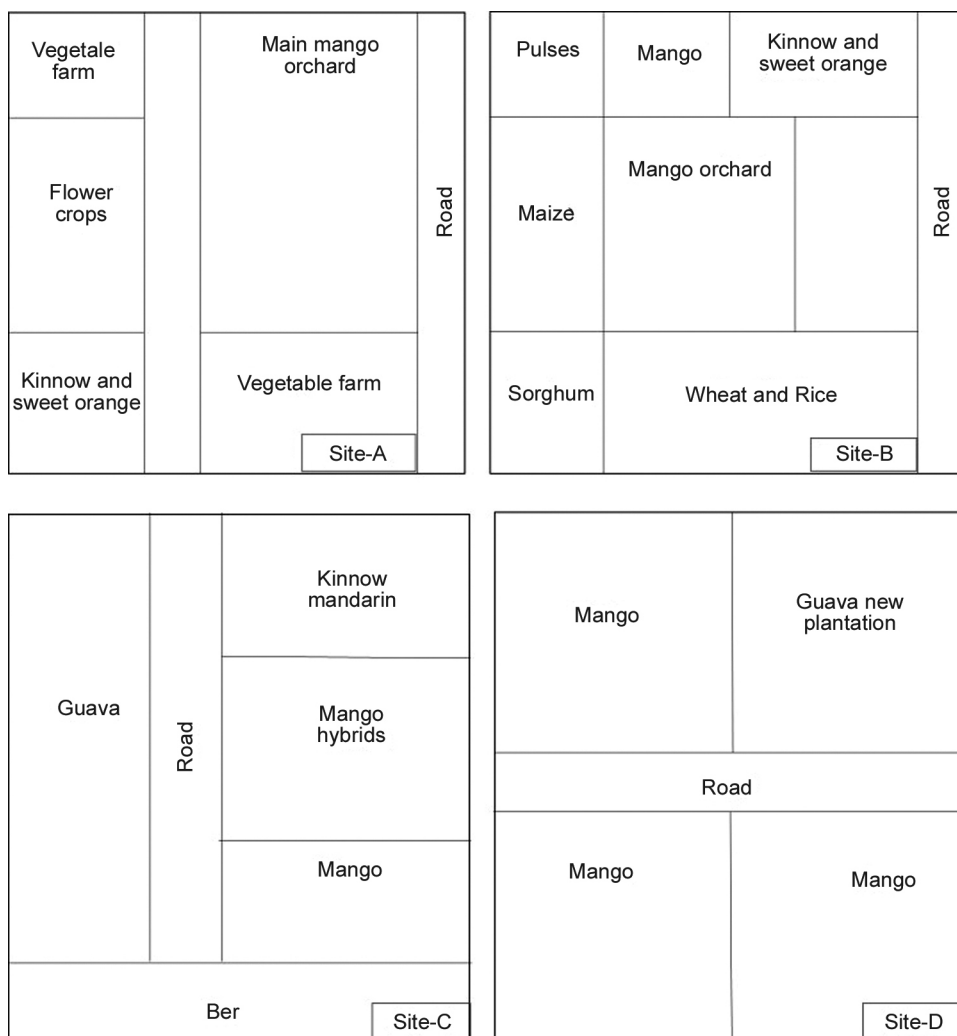 Vegetale
farm
Main mango
orchard
Flower
crops
Road
Kinnow and
sweet orange
Vegetable farm
Site-A
Pulses
Mango
Kinnow and
sweet orange
Maize
Mango orchard
Road
Sorghum
Wheat and Rice
Site-B
Guava
Road
Kinnow
mandarin
Mango
hybrids
Mango
Ber
Site-C
Mango
Guava new
plantation
Road
Mango
Mango
Site-D